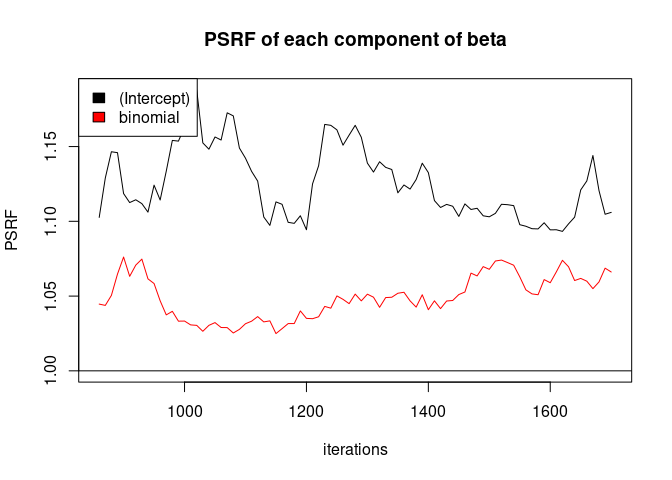 PSRF of each component of beta
(Intercept)
binomial
PSRF
1.15
1.10
1.05
1.00
1000 1200 1400 1600
iterations